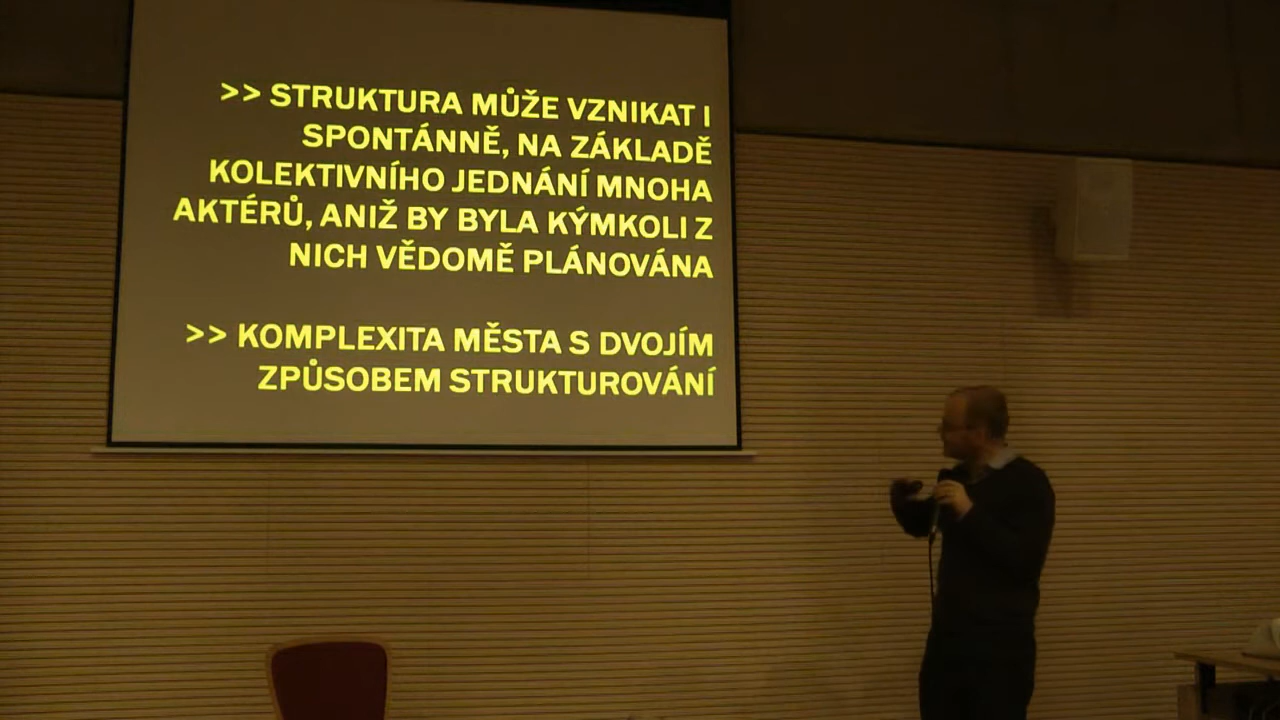 >> STRUKTURA MŮŽE VZNIKAT I
SPONTÁNNĚ, NA ZÁKLADĚ
KOLEKTIVNÍHO JEDNÁNÍ MNOHA
AKTÉRŮ, ANIŽ BY BYLA KÝMKOLI Z
NICH VĚDOMĚ PLÁNOVÁNA
>> KOMPLEXITA MĚSTA S DVOJÍM
ZPŮSOBEM STRUKTUROVÁNÍ